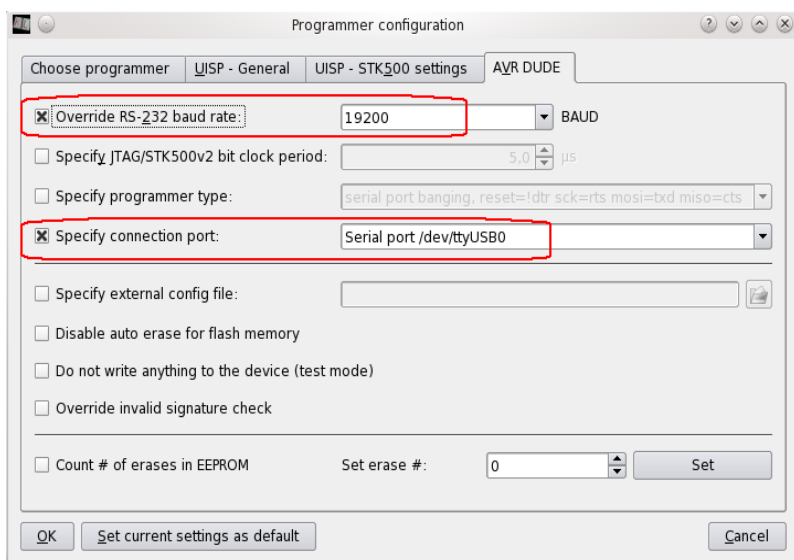 Programmer configuration
Choose programmer UISP - General UISP - STK500 settings AVR DUDE
Override RS-232 baud rate: 19200 BAUD
Specify JTAG/STK500v2 bit clock period: 5,0 µs
Specify programmer type: serial port banging, reset=!dtr sck=rts mosi=txd miso=cts
Specify connection port: Serial port /dev/ttyUSB0
Specify external config file:
Disable auto erase for flash memory
Do not write anything to the device (test mode)
Override invalid signature check
Count # of erases in EEPROM Set erase #: 0 Set
OK Set current settings as default Cancel